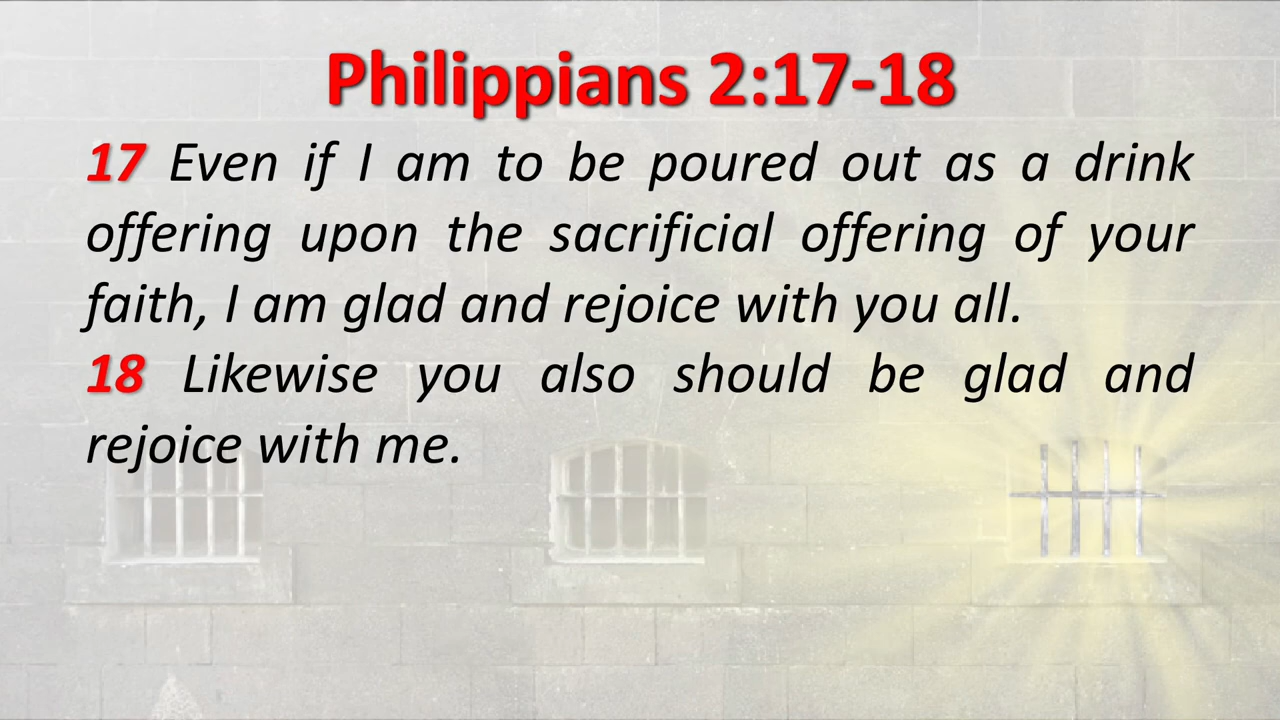 Philippians 2:17-18
17 Even if I am to be poured out as a drink
offering upon the sacrificial offering of your
faith, I am glad and rejoice with you all.
18 Likewise you also should be glad and
rejoice with me.